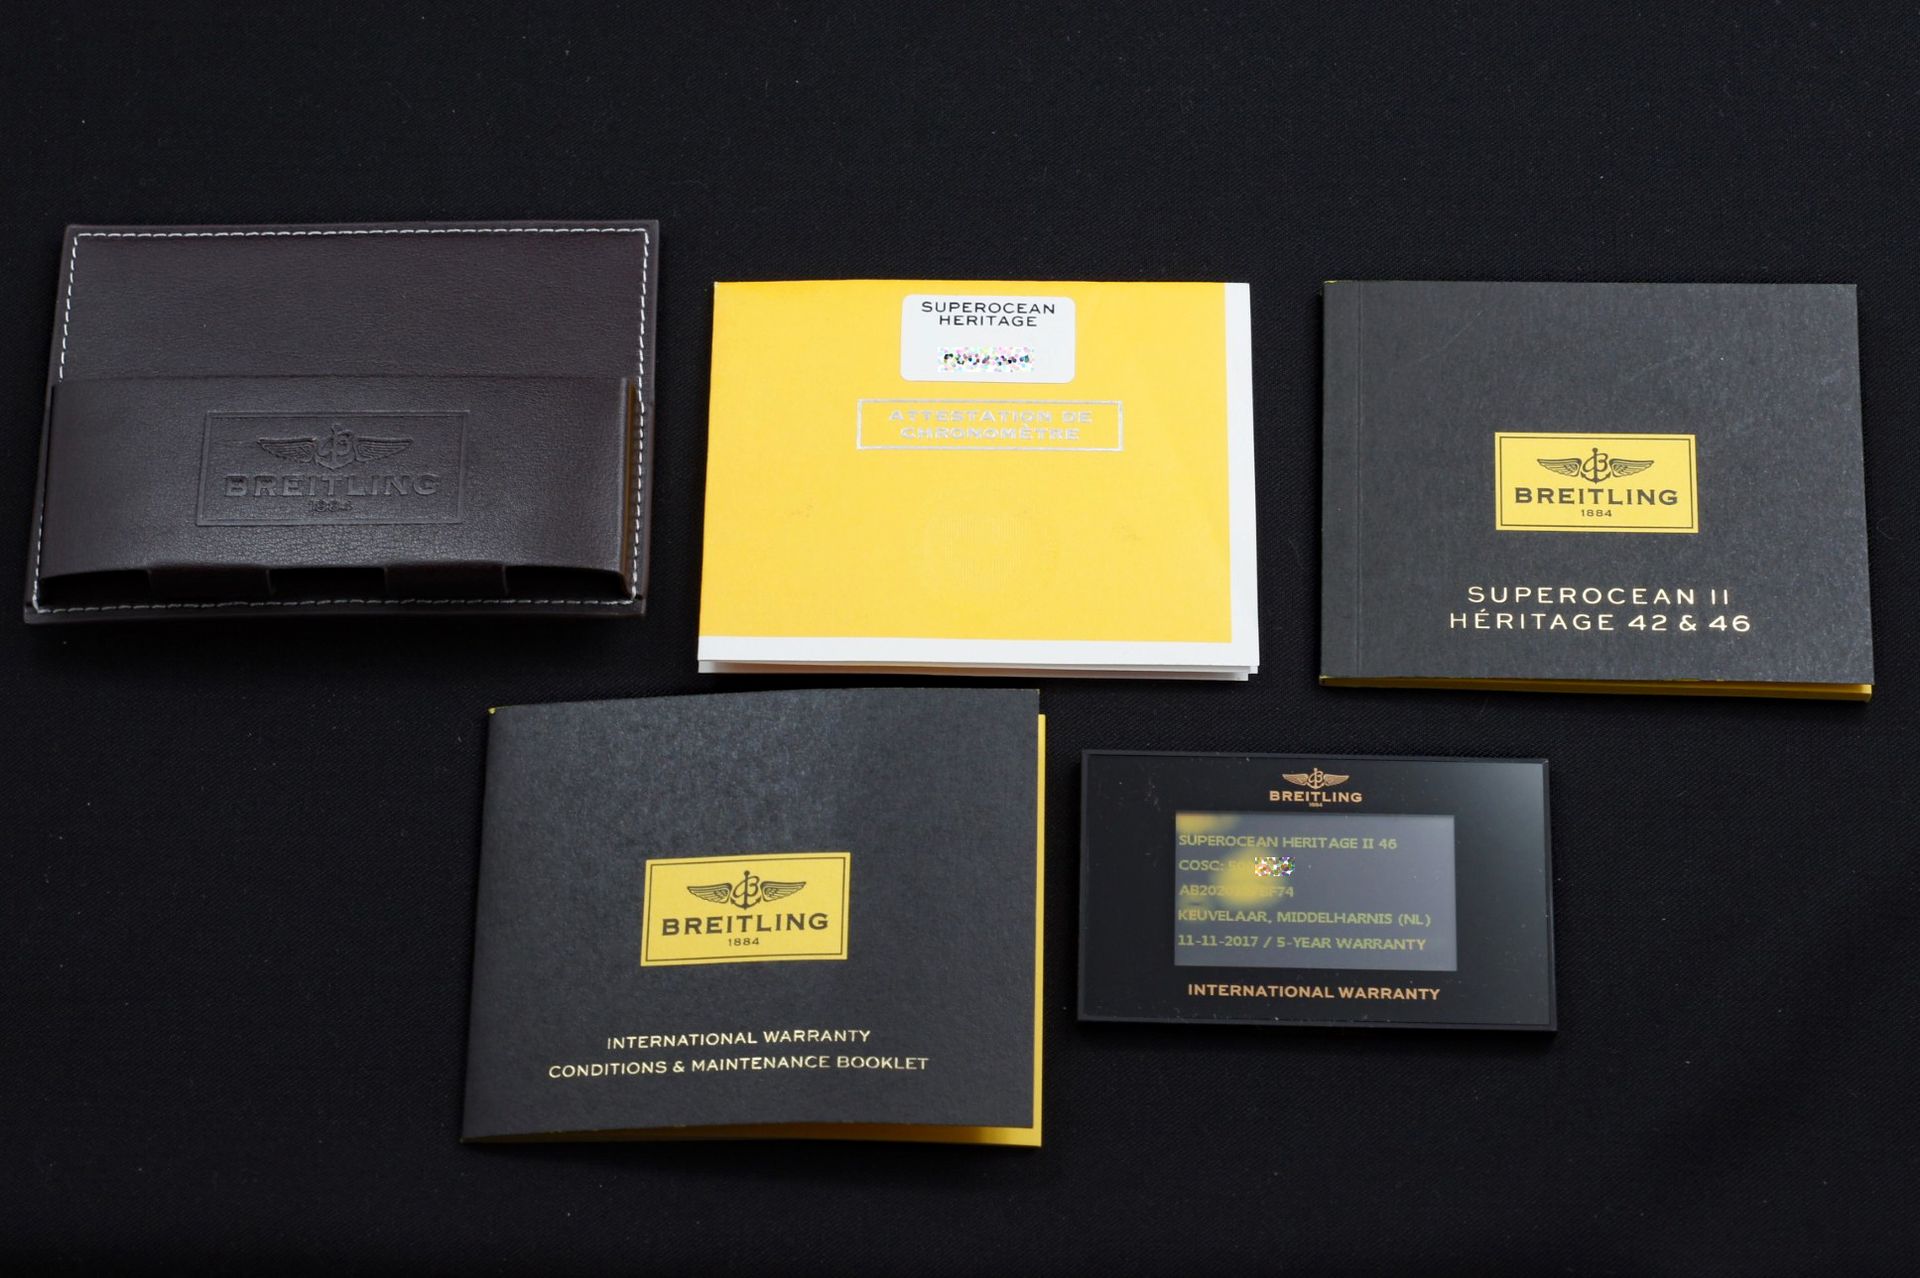 BREITLING
1884
SUPEROCEAN
HERITAGE
ATTESTATION DE
CHRONOMÈTRE
BREITLING
1884
SUPEROCEAN II
HÉRITAGE 42 & 46
BREITLING
1884
INTERNATIONAL WARRANTY
CONDITIONS & MAINTENANCE BOOKLET
BREITLING
1884
SUPEROCEAN HERITAGE II 46
COSC:
KEUVELAAR, MIDDELHARNIS (NL)
11-11-2017 / 5-YEAR WARRANTY
INTERNATIONAL WARRANTY